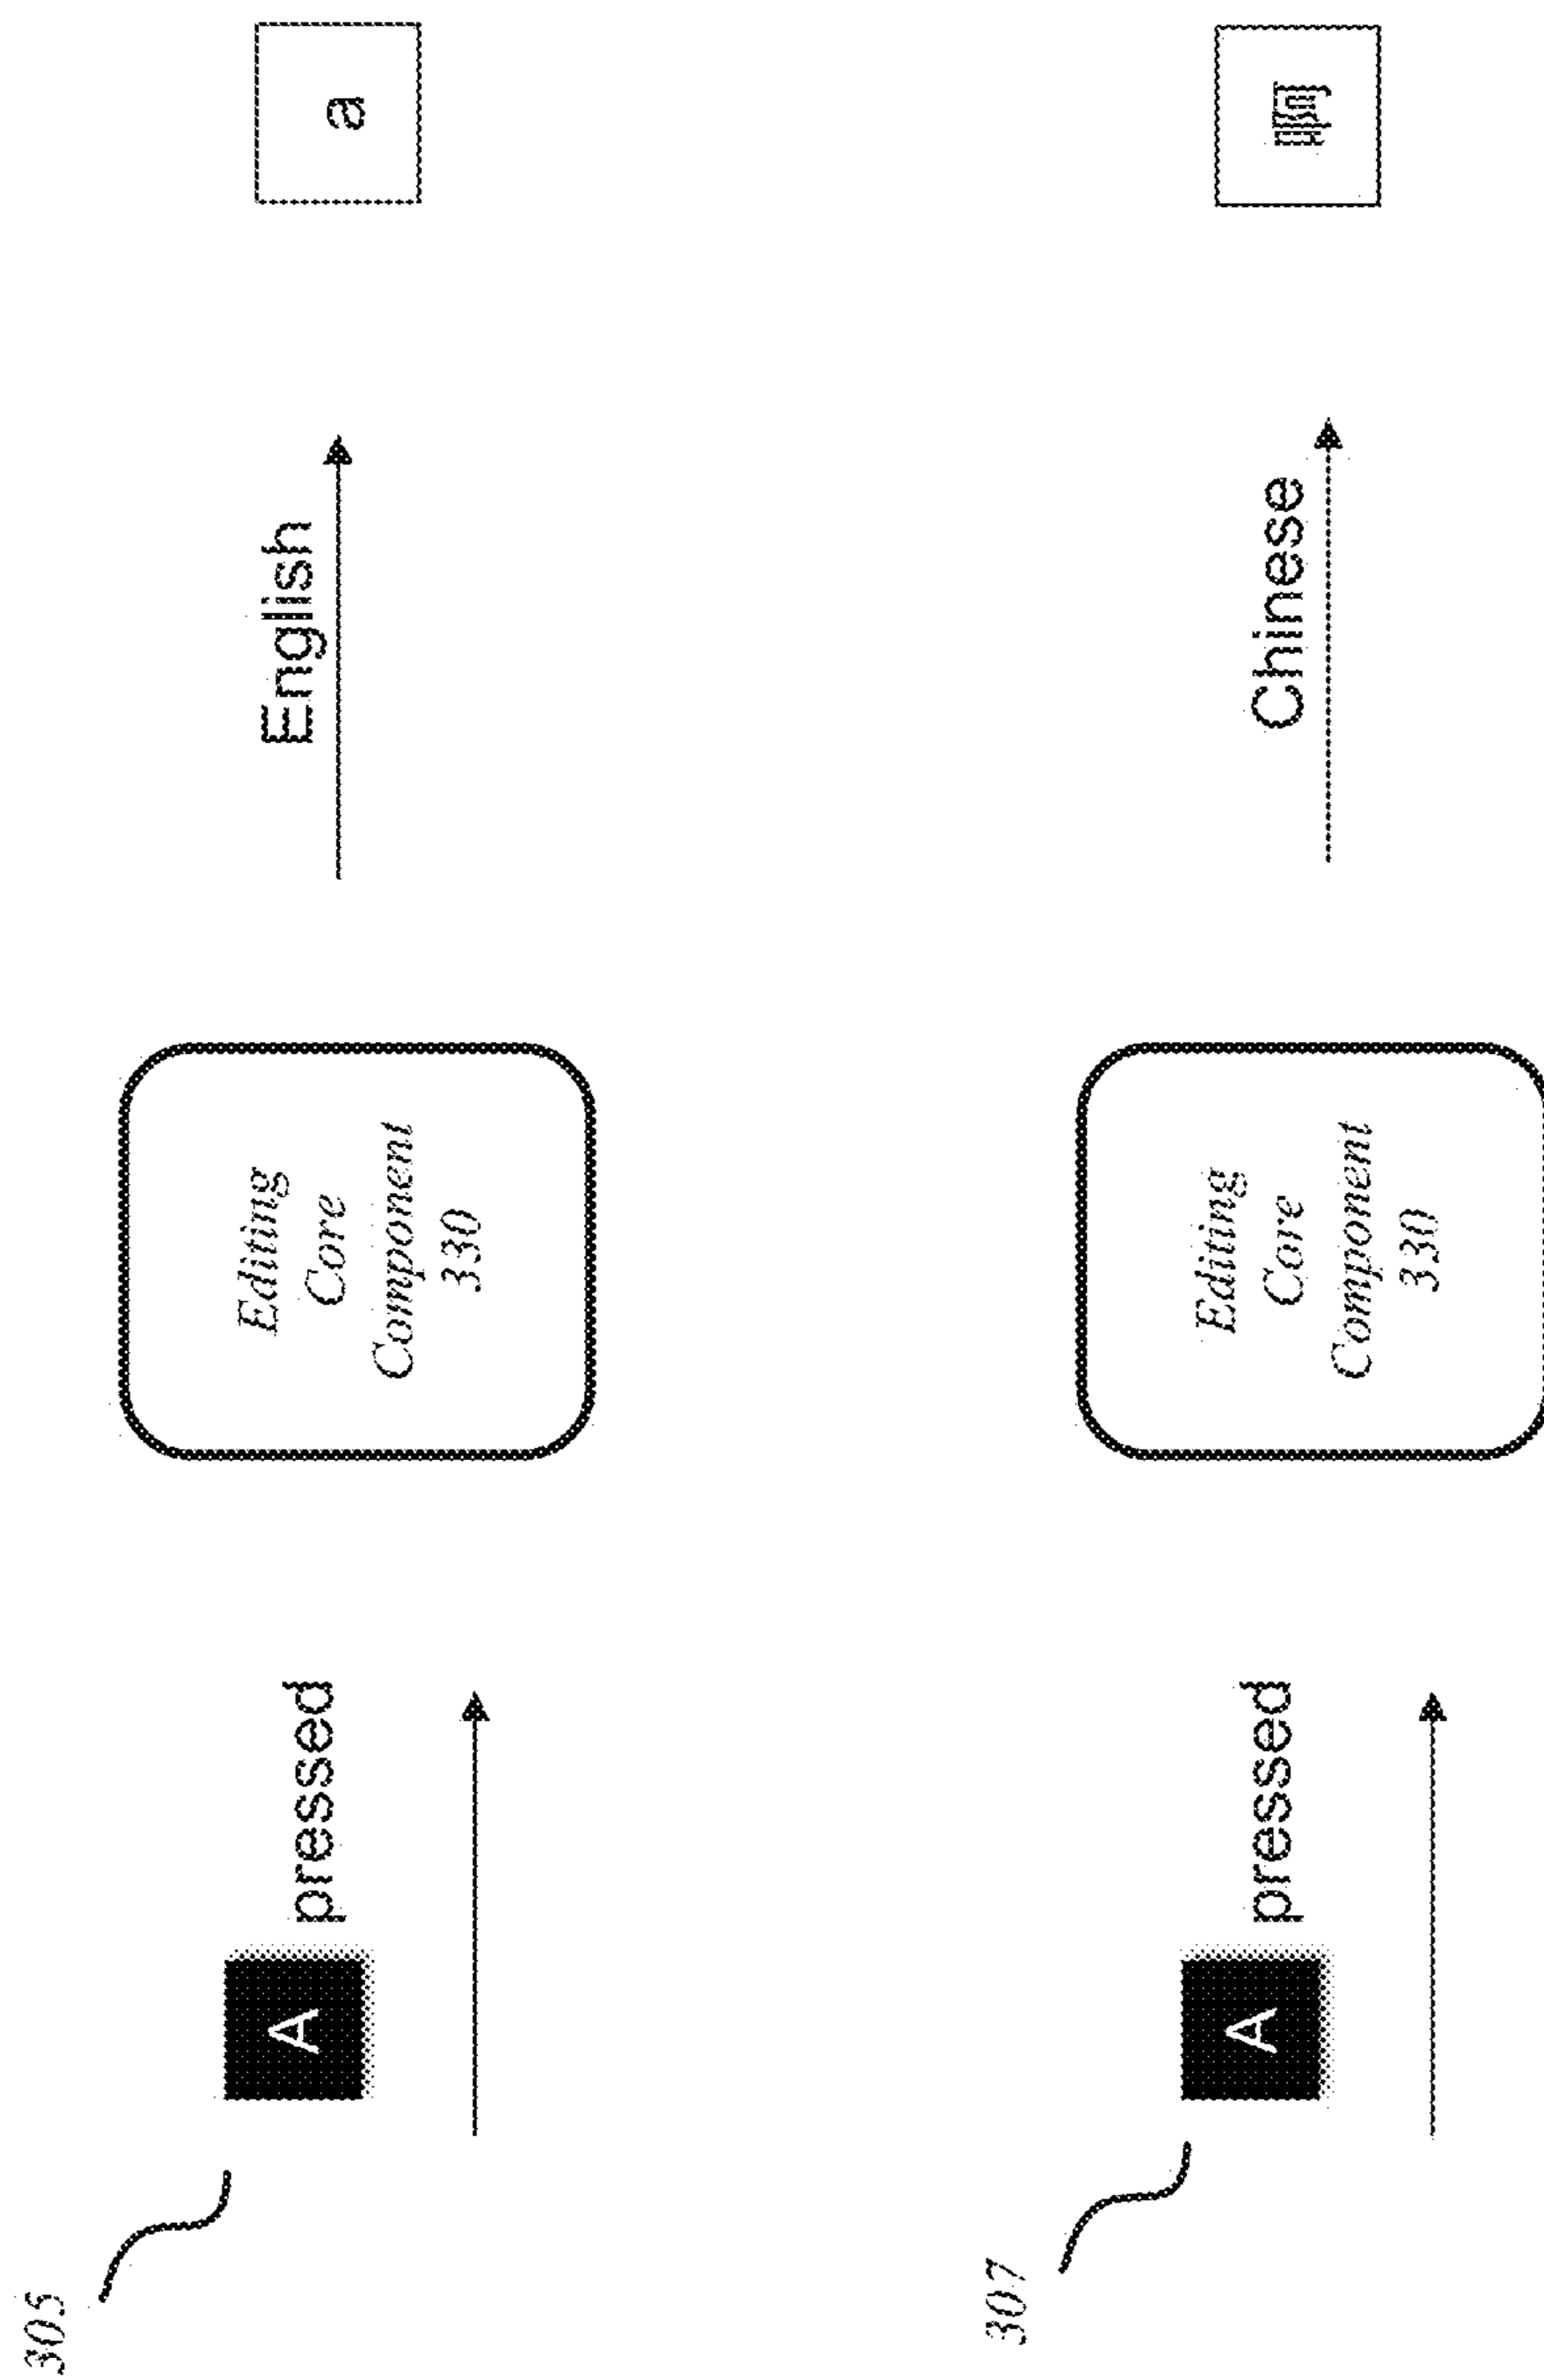 305
A pressed
Editing
Core
Component
330
English
a
307
A pressed
Editing
Core
Component
330
Chinese
啊